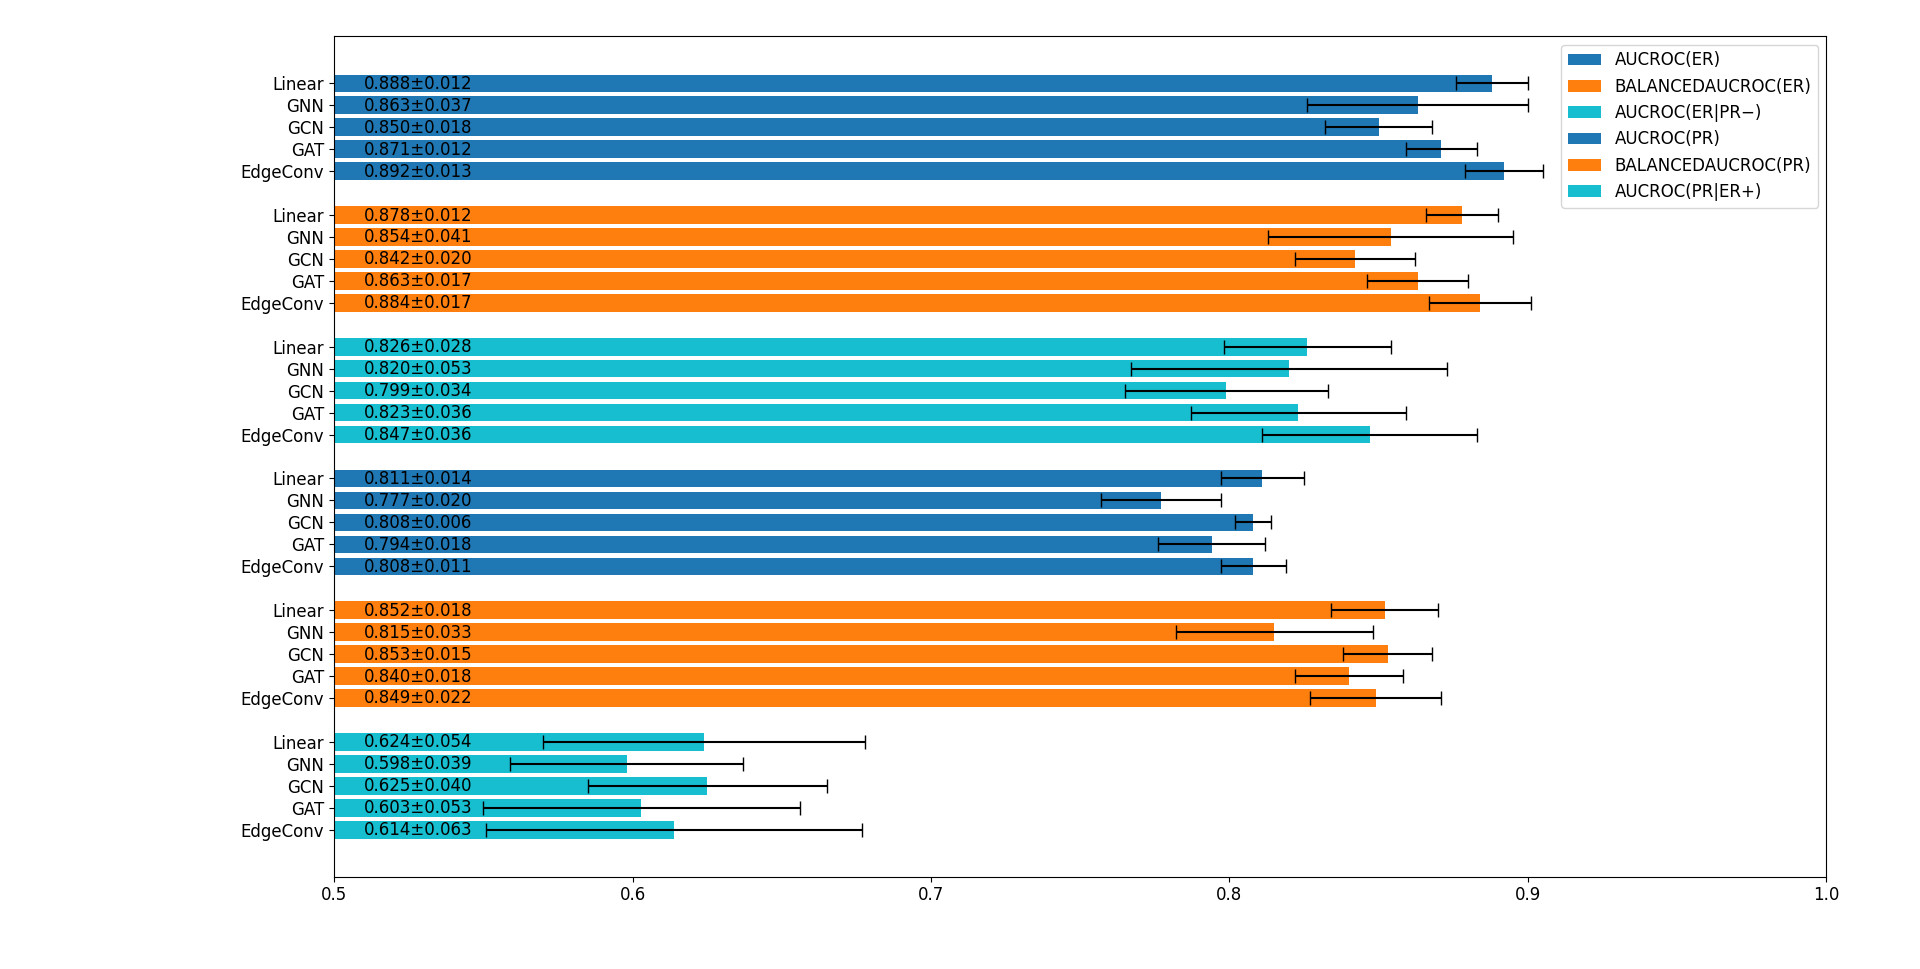 Linear 0.888±0.012
GNN 0.863±0.037
GCN 0.850±0.018
GAT 0.871±0.012
EdgeConv 0.892±0.013
Linear 0.878±0.012
GNN 0.854±0.041
GCN 0.842±0.020
GAT 0.863±0.017
EdgeConv 0.884±0.017
Linear 0.826±0.028
GNN 0.820±0.053
GCN 0.799±0.034
GAT 0.823±0.036
EdgeConv 0.847±0.036
Linear 0.811±0.014
GNN 0.777±0.020
GCN 0.808±0.006
GAT 0.794±0.018
EdgeConv 0.808±0.011
Linear 0.852±0.018
GNN 0.815±0.033
GCN 0.853±0.015
GAT 0.840±0.018
EdgeConv 0.849±0.022
Linear 0.624±0.054
GNN 0.598±0.039
GCN 0.625±0.040
GAT 0.603±0.053
EdgeConv 0.614±0.063
0.5 0.6 0.7 0.8 0.9 1.0
AUCROC(ER)
BALANCEDAUCROC(ER)
AUCROC(ER|PR−)
AUCROC(PR)
BALANCEDAUCROC(PR)
AUCROC(PR|ER+)